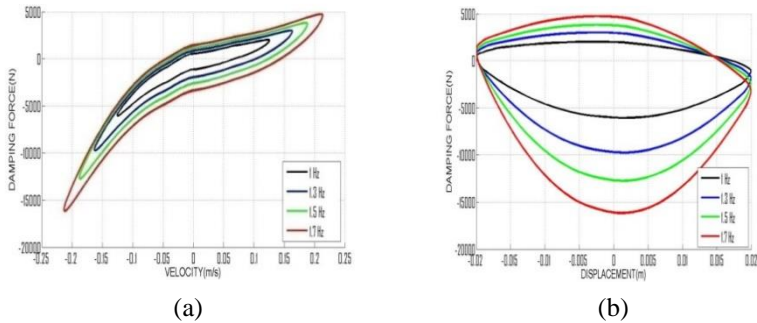 5000
0
-5000
-10000
-15000
-20000
DAMPING FORCE(N)
-0.25 -0.2 -0.15 -0.1 -0.05 0 0.05 0.1 0.15 0.2 0.25
VELOCITY(m/s)
1 Hz
1.3 Hz
1.5 Hz
1.7 Hz
(a)
5000
0
-5000
-10000
-15000
-20000
DAMPING FORCE(N)
-0.02 -0.015 -0.01 -0.005 0 0.005 0.01 0.015 0.02
DISPLACEMENT(m)
1 Hz
1.3 Hz
1.5 Hz
1.7 Hz
(b)